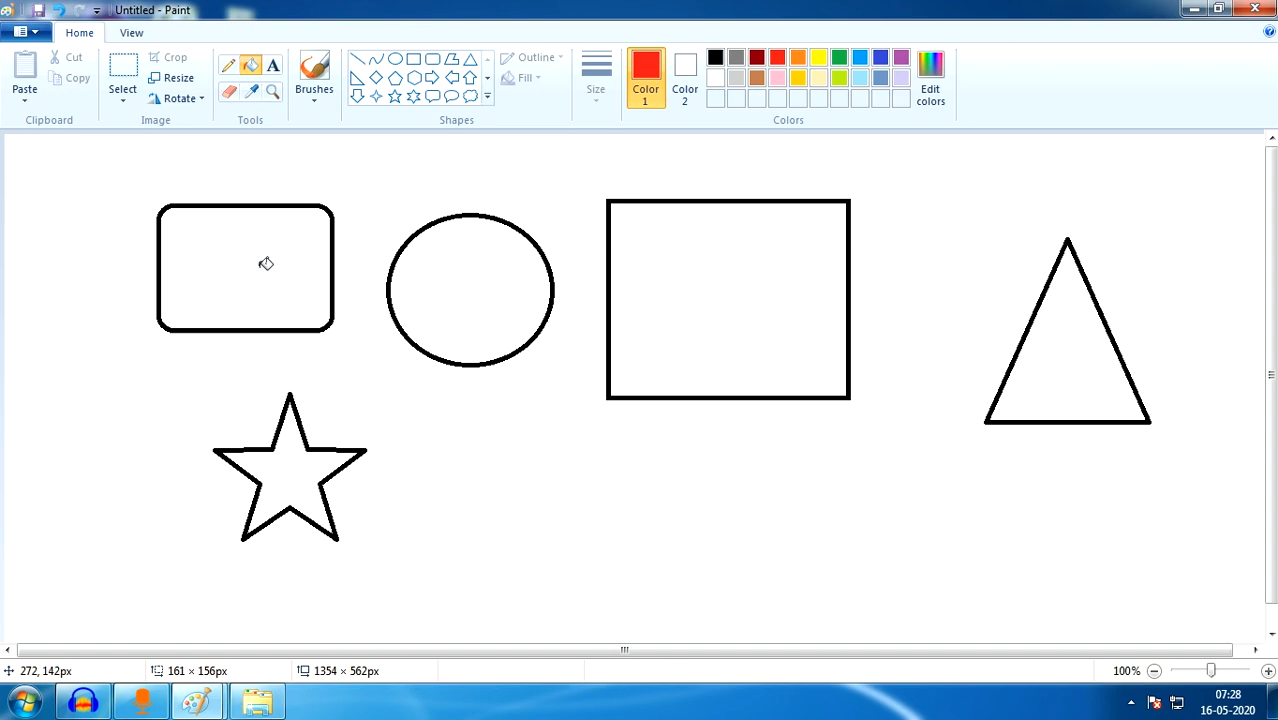 Untitled - Paint
Home View
Paste
Cut
Copy
Clipboard
Select
Crop
Resize
Rotate
Image
A
Tools
Brushes
Outline
Fill
Shapes
Size
Color 1
Color 2
Edit colors
Colors
272, 142px 161 × 156px 1354 × 562px 100%
07:28
16-05-2020